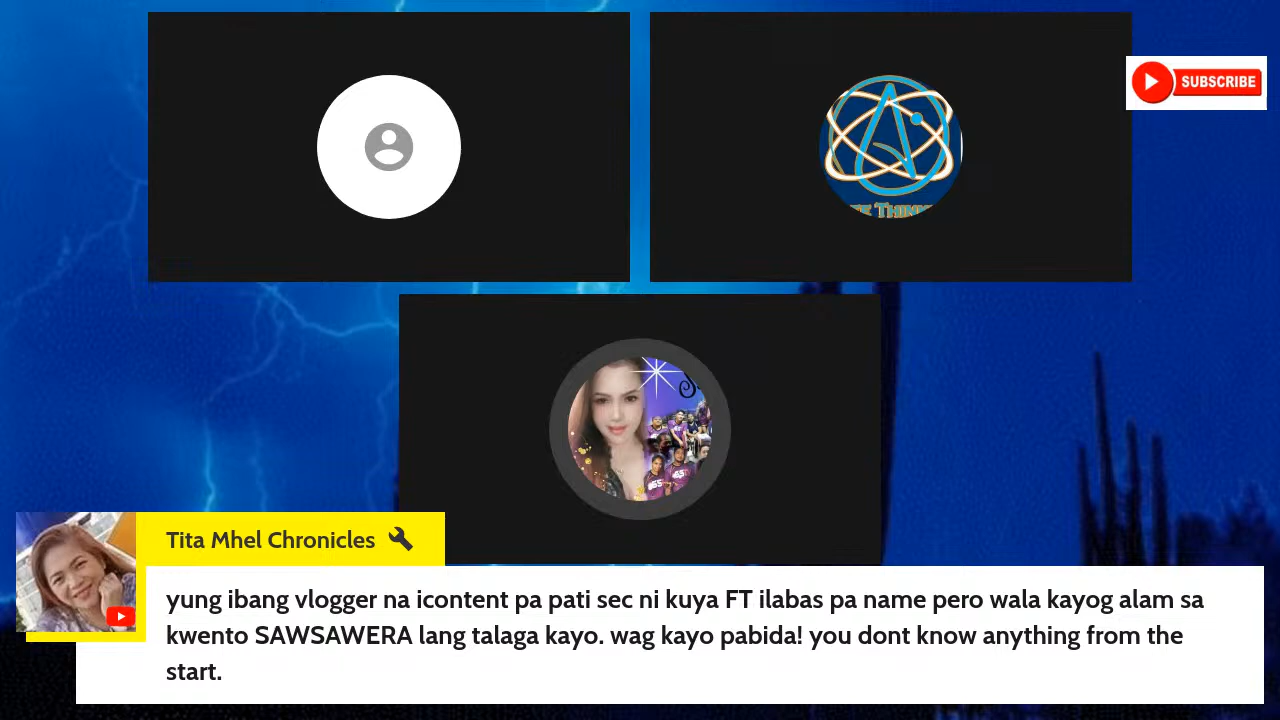 SUBSCRIBE
Tita Mhel Chronicles
yung ibang vlogger na icontent pa pati sec ni kuya FT ilabas pa name pero wala kayog alam sa
kwento SAWSAWERA lang talaga kayo. wag kayo pabida! you dont know anything from the
start.